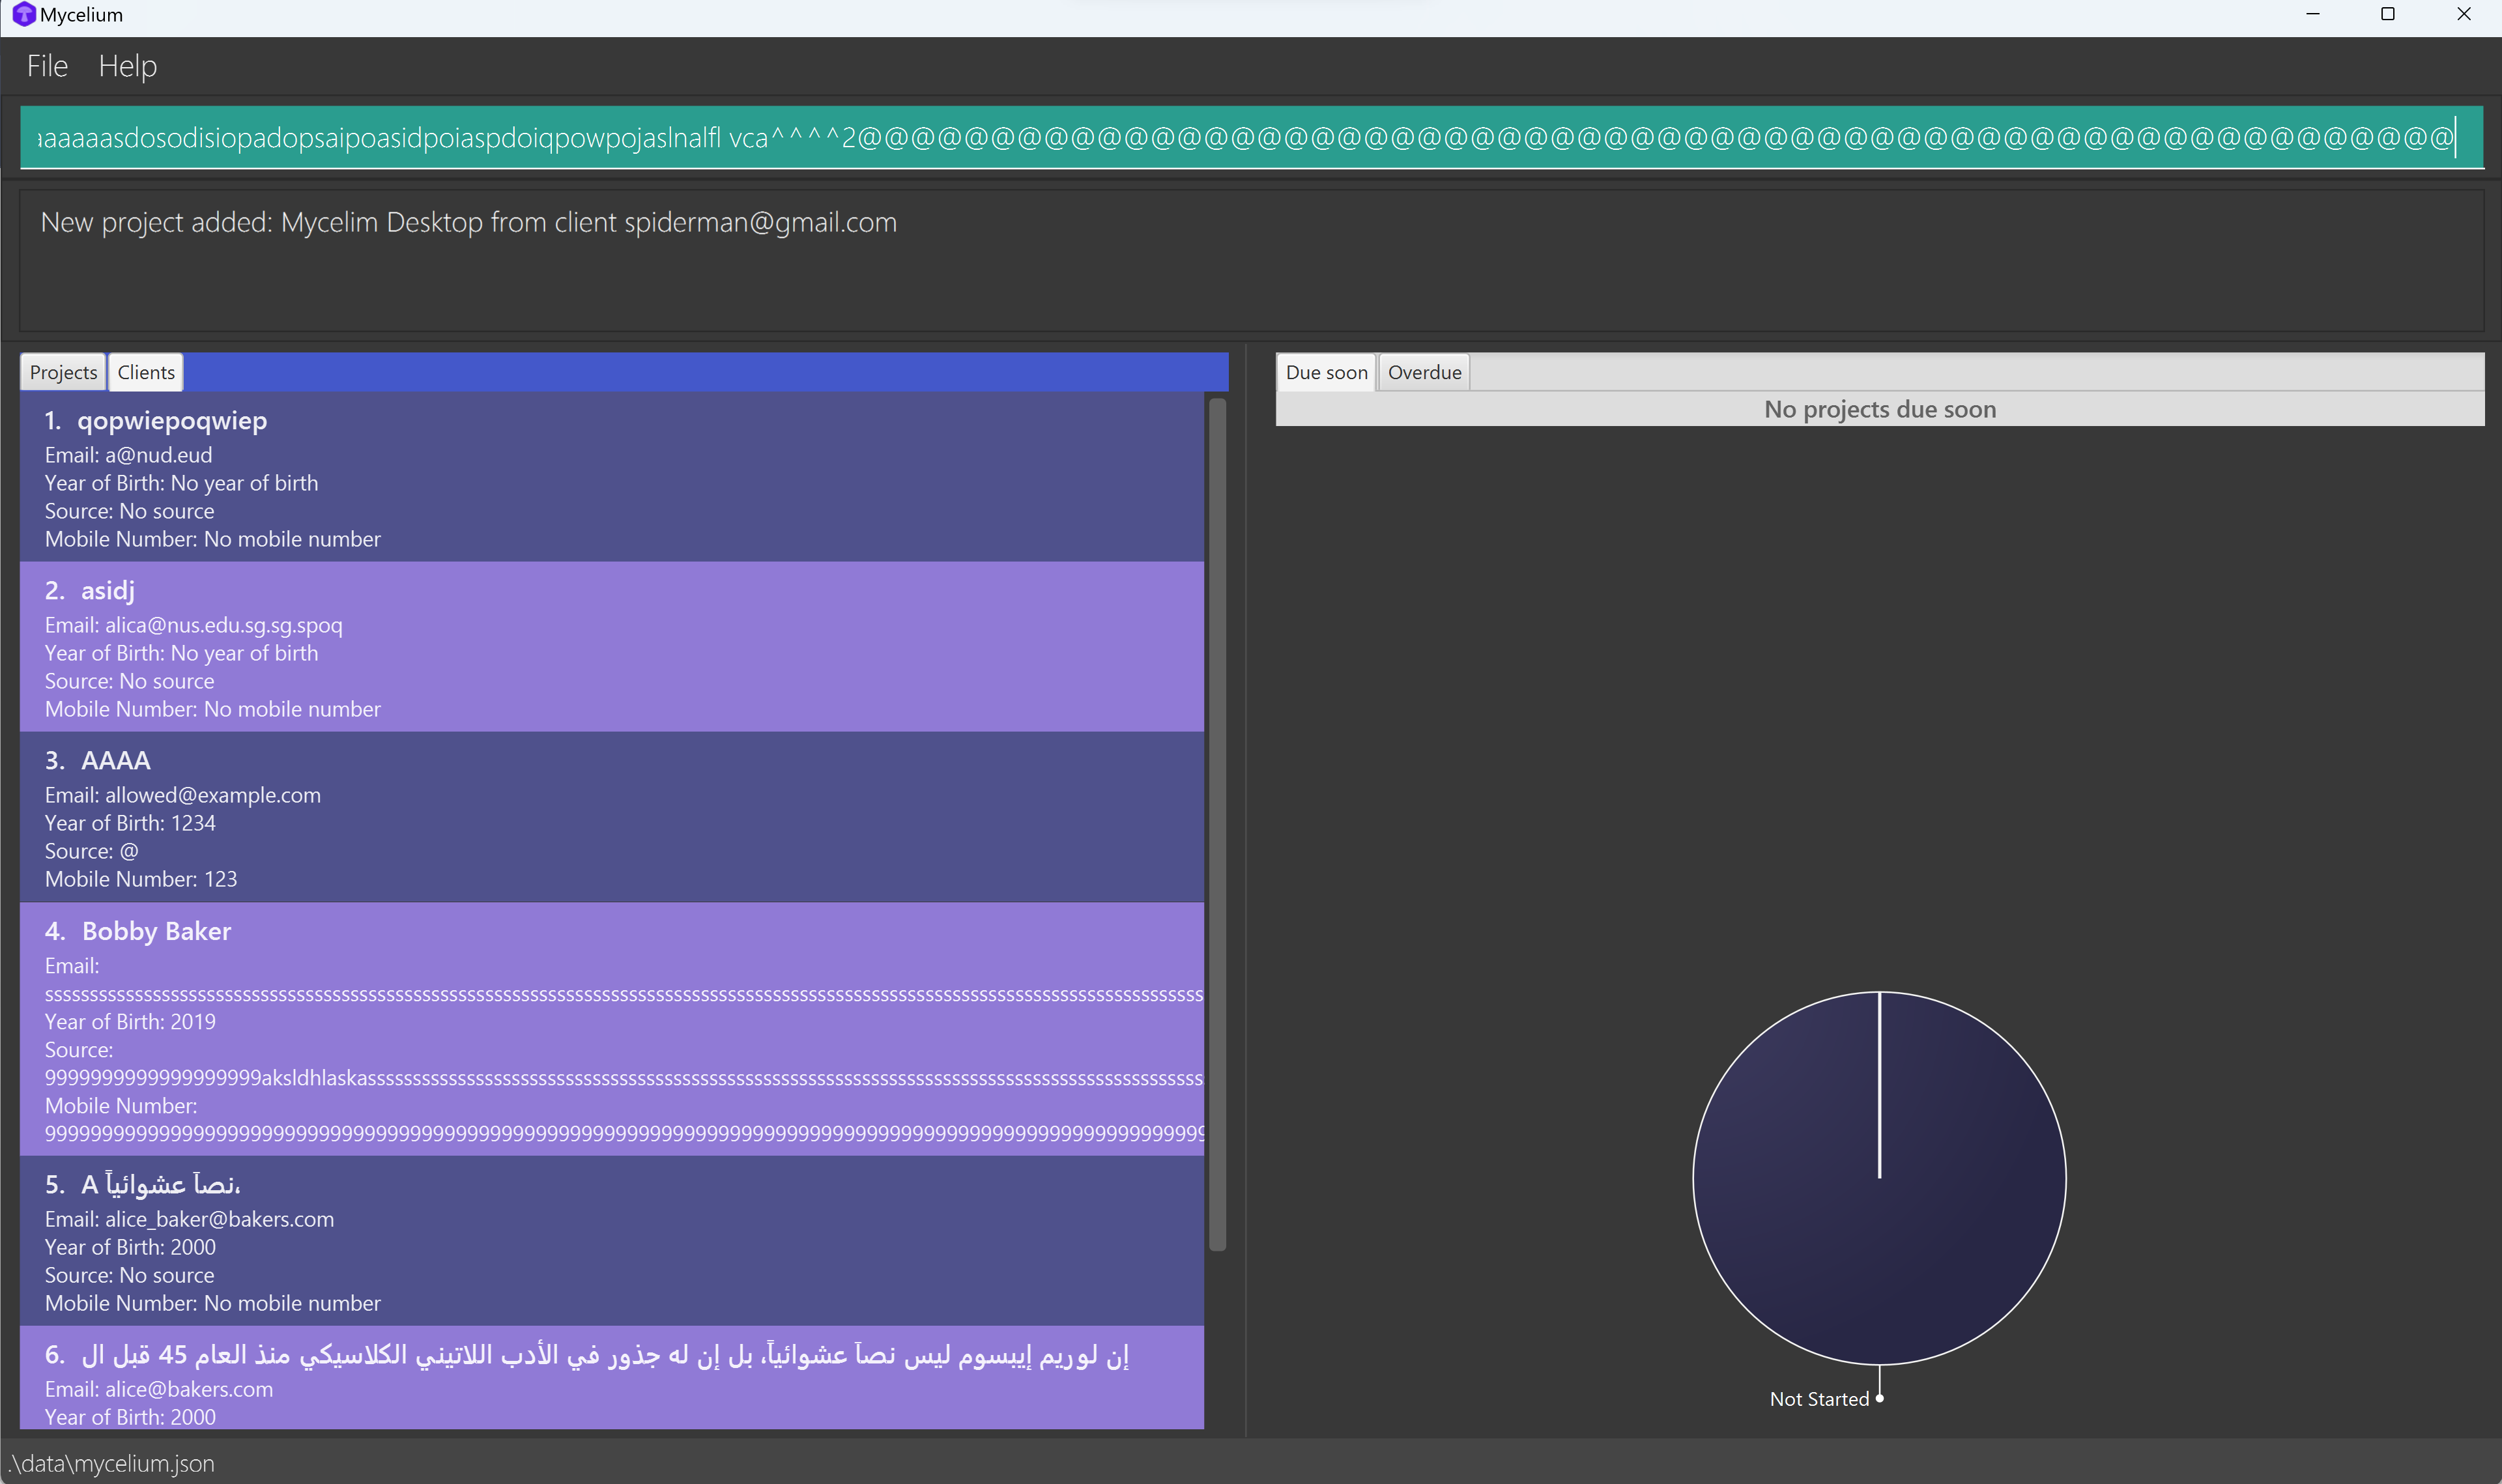 Mycelium
File Help
New project added: Mycelim Desktop from client spiderman@gmail.com
Projects Clients
Due soon Overdue
No projects due soon
1. qopwiepoqwiep
Email: a@nud.eud
Year of Birth: No year of birth
Source: No source
Mobile Number: No mobile number
2. asidj
Email: alica@nus.edu.sg.sg.spoq
Year of Birth: No year of birth
Source: No source
Mobile Number: No mobile number
3. AAAA
Email: allowed@example.com
Year of Birth: 1234
Source: @
Mobile Number: 123
4. Bobby Baker
Email:
Year of Birth: 2019
Source:
Mobile Number:
5. A نصاً عشوائياً،
Email: alice_baker@bakers.com
Year of Birth: 2000
Source: No source
Mobile Number: No mobile number
6. إن لوريم إيبسوم ليس نصاً عشوائياً، بل إن له جذور في الأدب اللاتيني الكلاسيكي منذ العام 45 قبل ال
Email: alice@bakers.com
Year of Birth: 2000
Not Started
.\data\mycelium.json